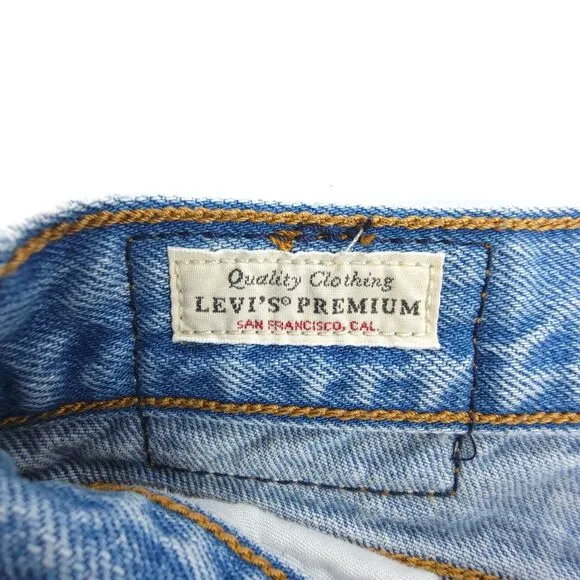 Quality Clothing
LEVI'S® PREMIUM
SAN FRANCISCO, CAL.